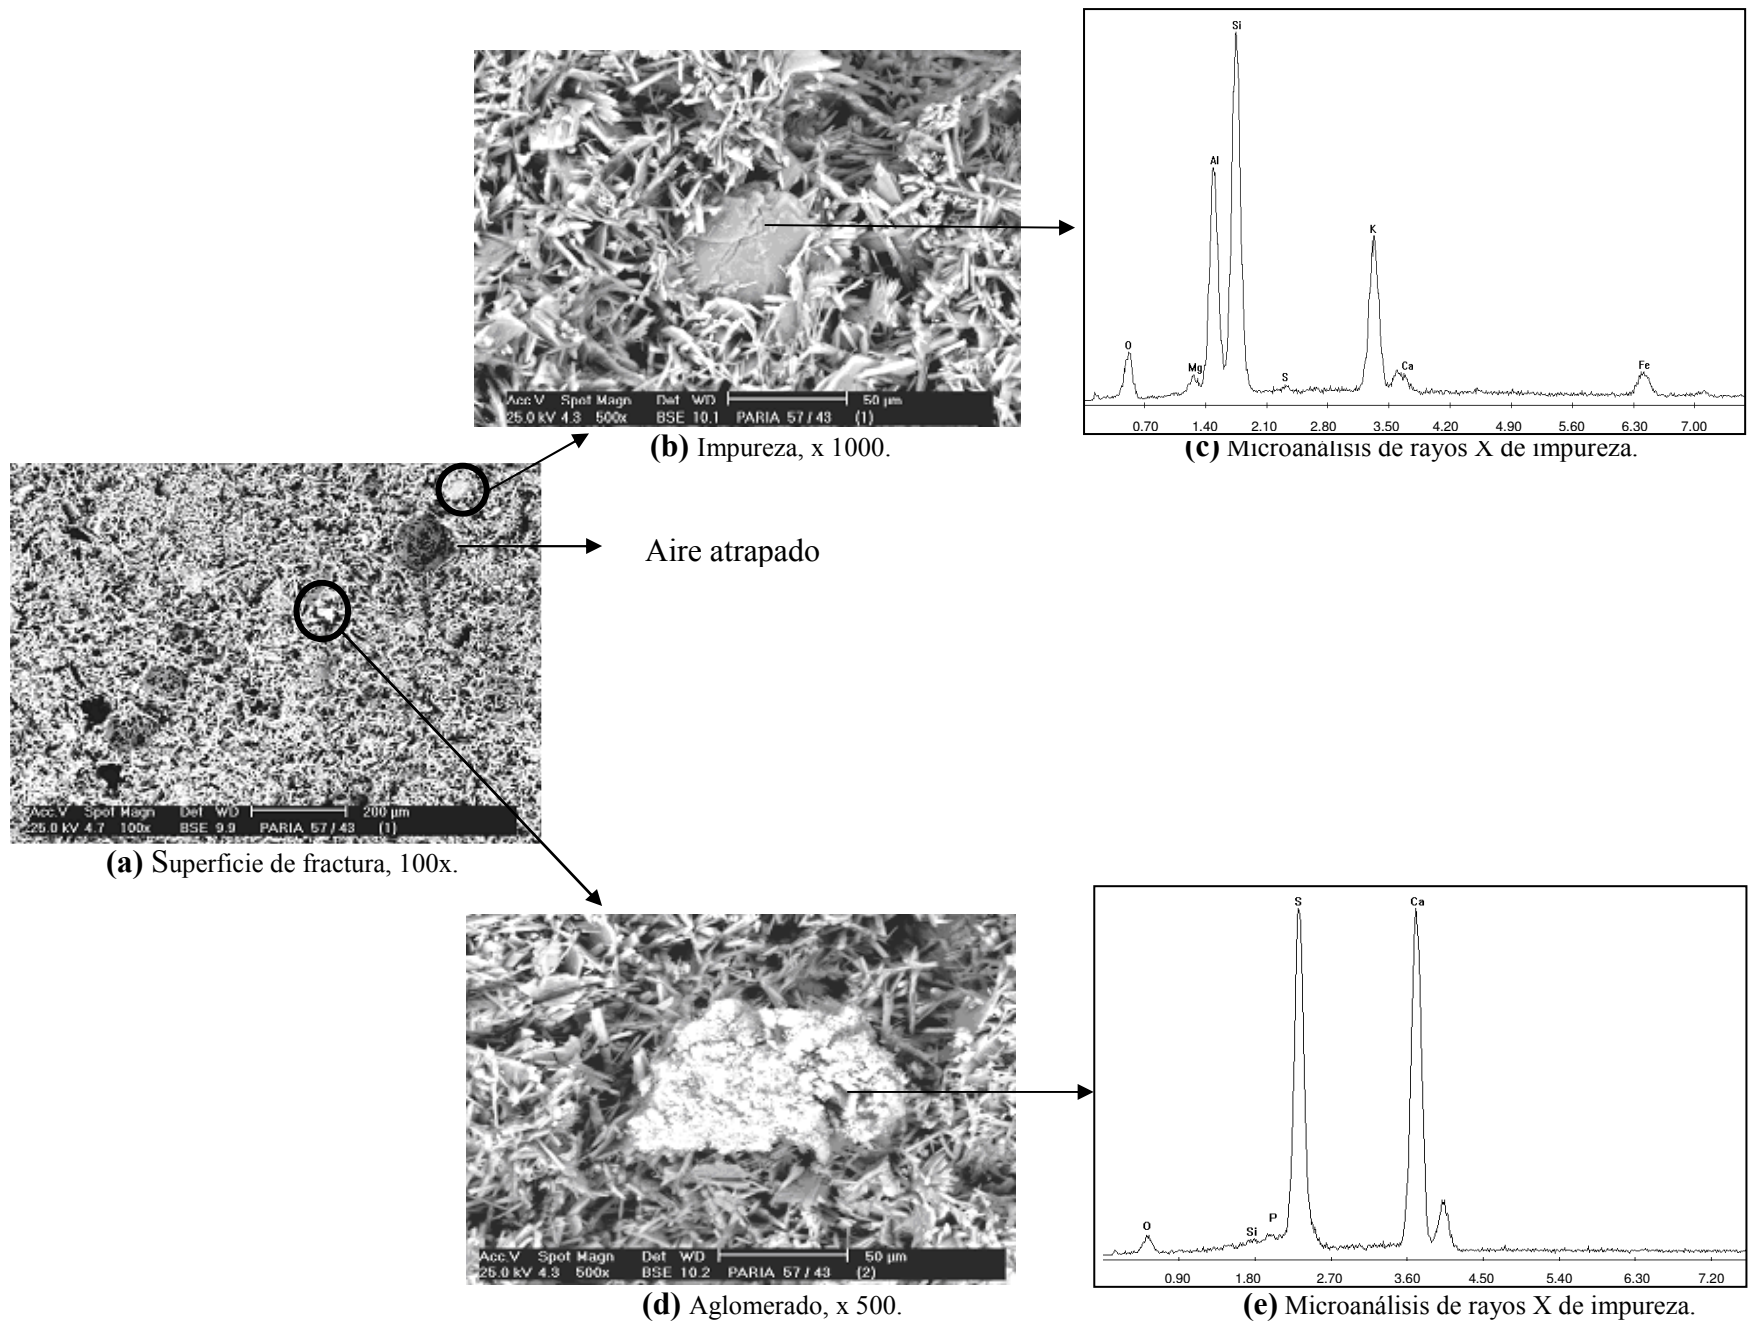 Acc.V Spot Magn Det WD 50 µm
25.0 kV 4.3 500x BSE 10.1 PARIA 57 / 43 (1)
(b) Impureza, x 1000.
Si
Al
K
O
Mg
S
Ca
Fe
0.70 1.40 2.10 2.80 3.50 4.20 4.90 5.60 6.30 7.00
(c) Microanálisis de rayos X de impureza.
Aire atrapado
Acc.V Spot Magn Det WD 200 µm
25.0 kV 4.7 100x BSE 9.9 PARIA 57 / 43 (1)
(a) Superficie de fractura, 100x.
Acc.V Spot Magn Det WD 50 µm
25.0 kV 4.3 500x BSE 10.2 PARIA 57 / 43 (2)
(d) Aglomerado, x 500.
S
Ca
O
Si
P
0.90 1.80 2.70 3.60 4.50 5.40 6.30 7.20
(e) Microanálisis de rayos X de impureza.